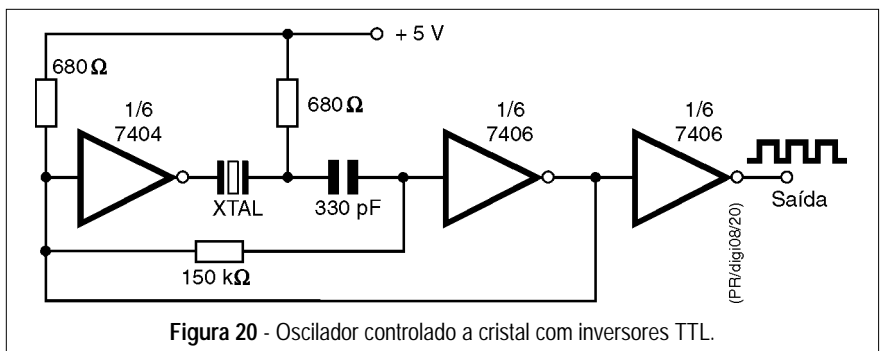 + 5 V
680 Ω
680 Ω
1/6
7404
1/6
7406
1/6
7406
XTAL
330 pF
Saída
150 kΩ
(PR/digi08/20)
Figura 20 - Oscilador controlado a cristal com inversores TTL.